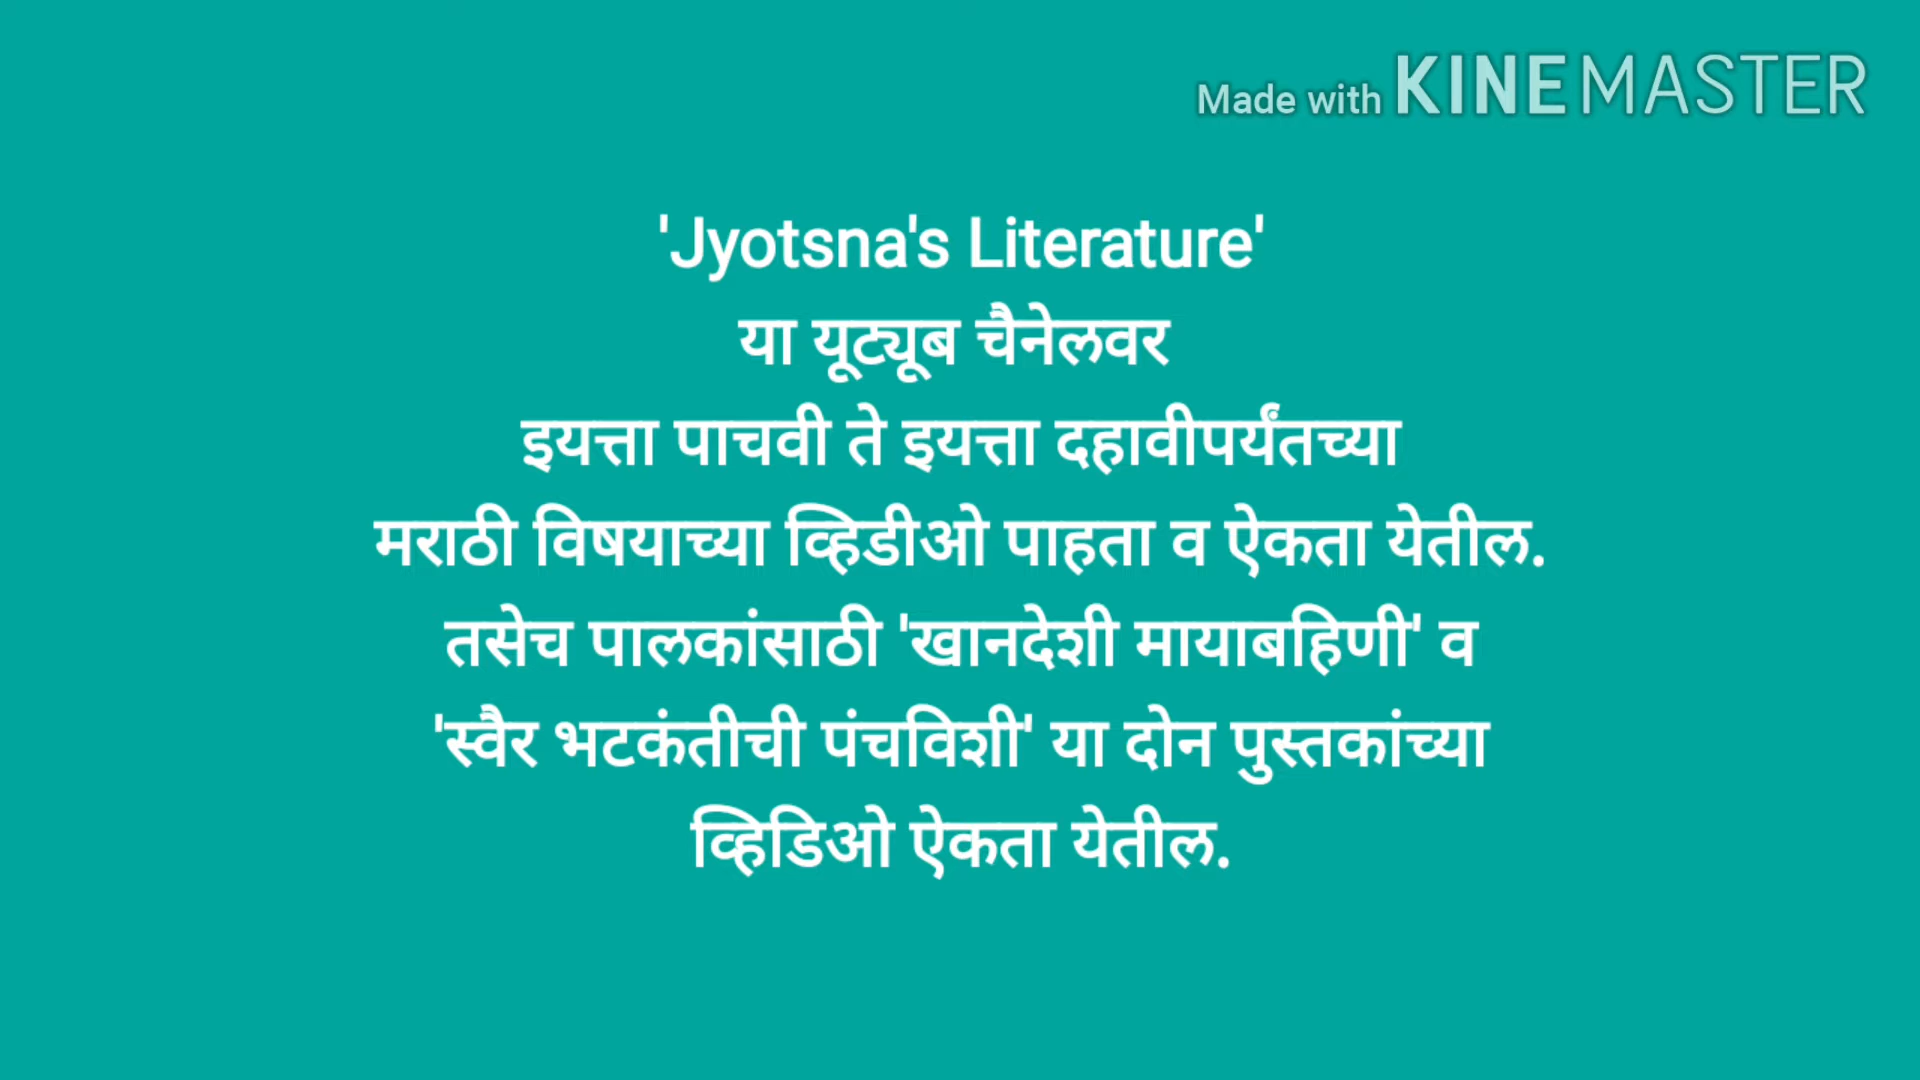 Made with KINEMASTER
'Jyotsna's Literature'
या यूट्यूब चैनेलवर
इयत्ता पाचवी ते इयत्ता दहावीपर्यंतच्या
मराठी विषयाच्या व्हिडीओ पाहता व ऐकता येतील.
तसेच पालकांसाठी 'खानदेशी मायाबहिणी' व
'स्वैर भटकंतीची पंचविशी' या दोन पुस्तकांच्या
व्हिडिओ ऐकता येतील.